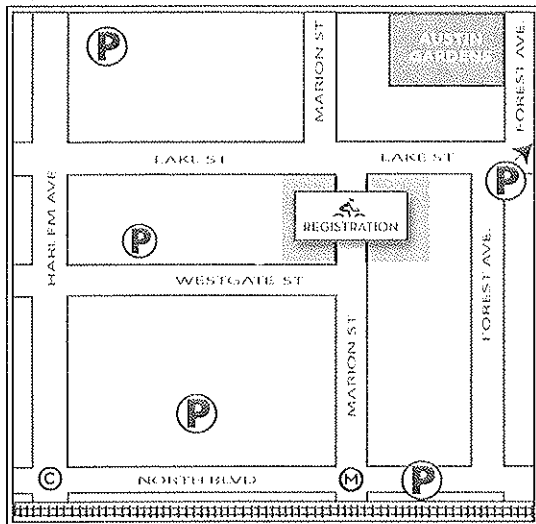 P
MARION ST
AUSTIN
GARDENS
FOREST AVE.
LAKE ST
LAKE ST
P
HARLEM AVE
REGISTRATION
P
FOREST AVE.
WESTGATE ST
MARION ST
P
C
NORTH BLVD
M
P